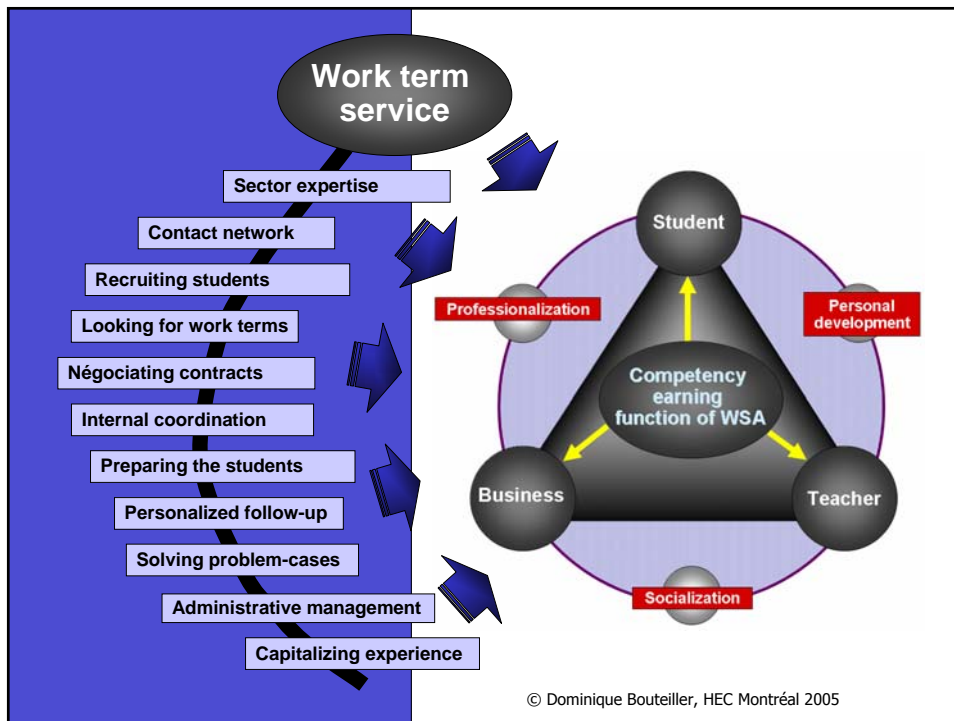 Work term
service
Sector expertise
Contact network
Recruiting students
Looking for work terms
Négociating contracts
Internal coordination
Preparing the students
Personalized follow-up
Solving problem-cases
Administrative management
Capitalizing experience
Student
Professionalization
Personal
development
Competency
earning
function of WSA
Business
Teacher
Socialization
© Dominique Bouteiller, HEC Montréal 2005